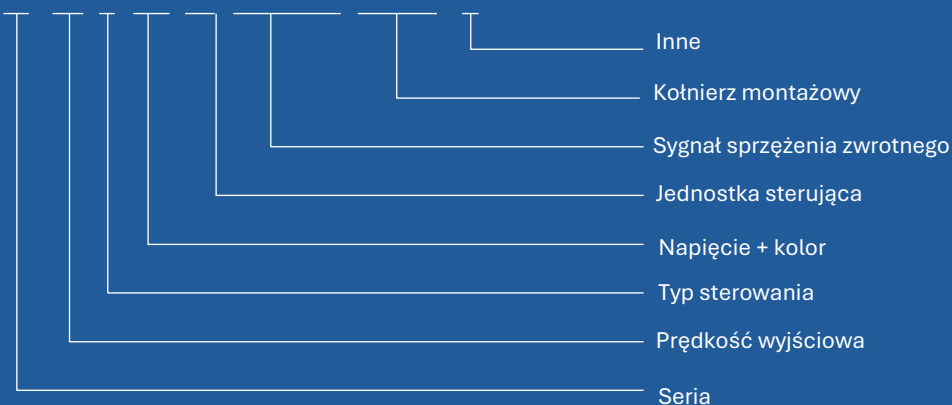 Inne
Kołnierz montażowy
Sygnał sprzężenia zwrotnego
Jednostka sterująca
Napięcie + kolor
Typ sterowania
Prędkość wyjściowa
Seria